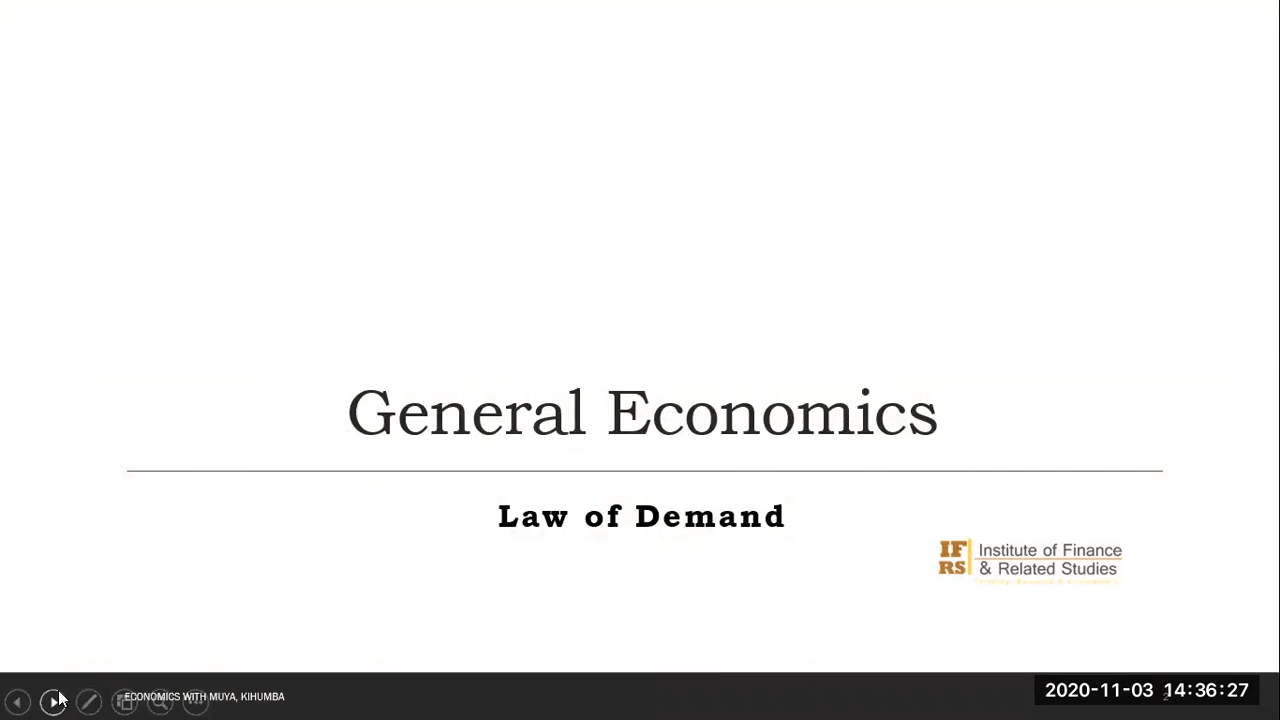 General Economics
Law of Demand
IF
RS
Institute of Finance
& Related Studies
ECONOMICS WITH MUYA, KIHUMBA
2020-11-03 14:36:27
2